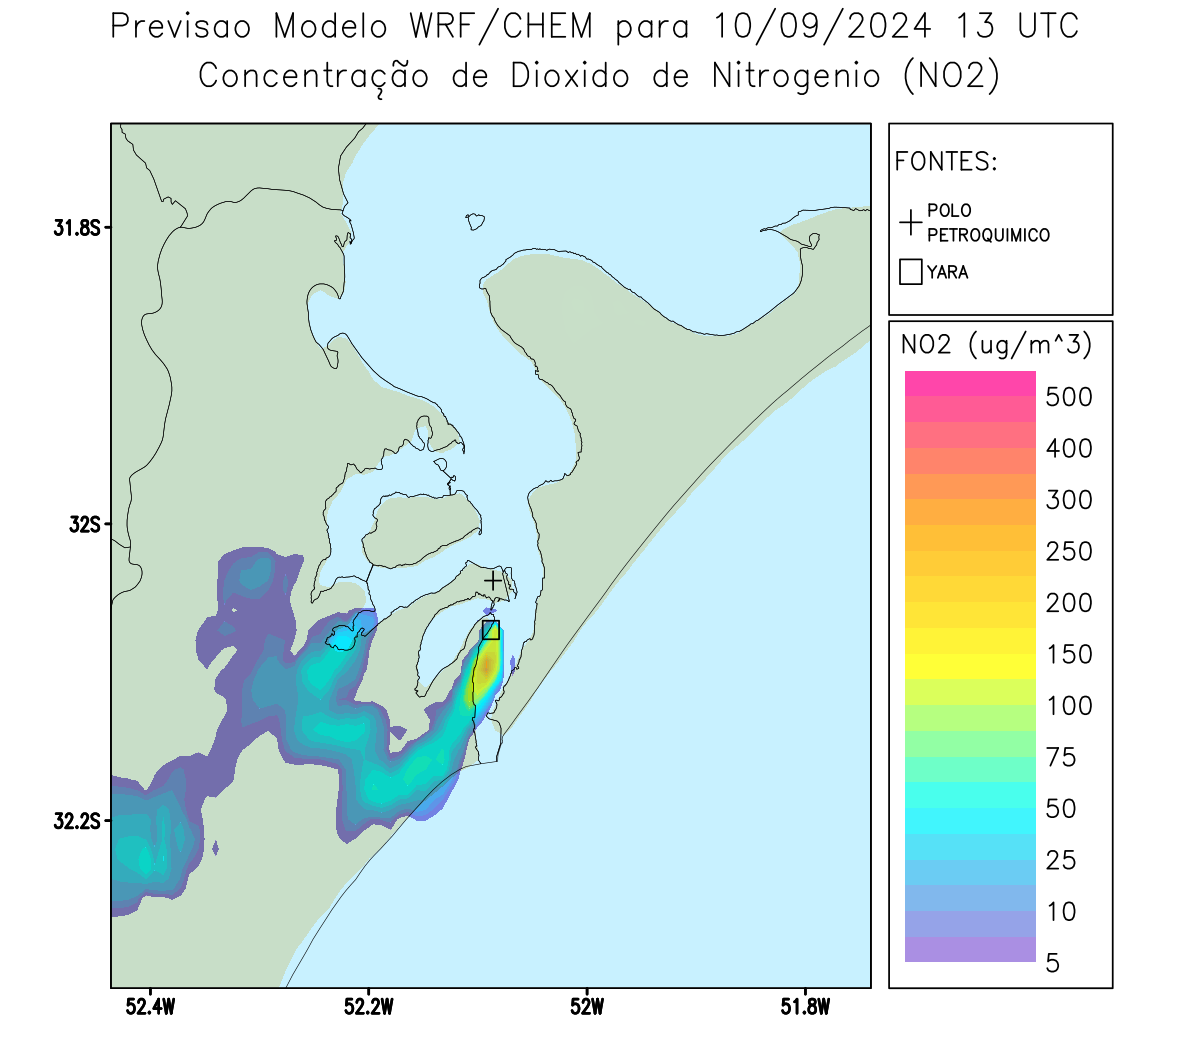 Previsao Modelo WRF/CHEM para 10/09/2024 13 UTC
Concentração de Dioxido de Nitrogenio (NO2)
FONTES:
POLO
PETROQUIMICO
YARA
NO2 (ug/m^3)
500
400
300
250
200
150
100
75
50
25
10
5
31.8S
32S
32.2S
52.4W
52.2W
52W
51.8W